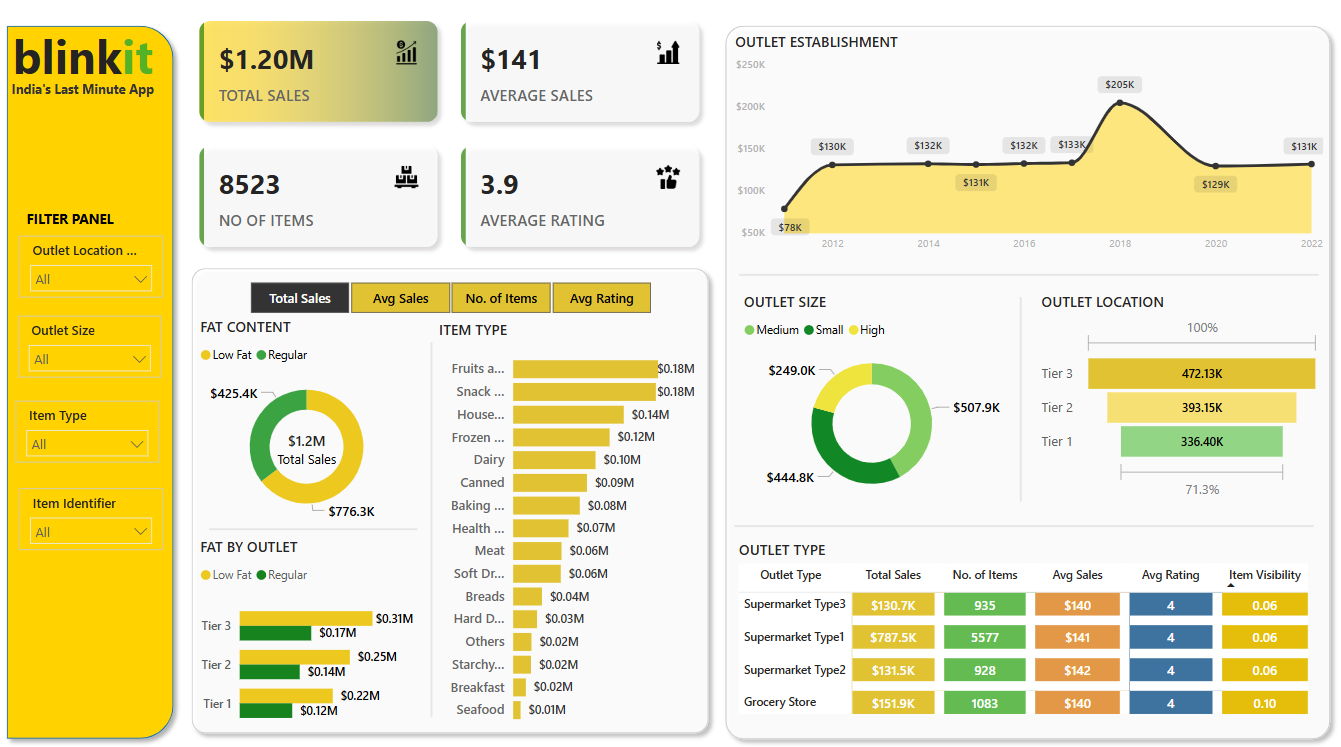 blinkit
India's Last Minute App
FILTER PANEL
Outlet Location ...
All
Outlet Size
All
Item Type
All
Item Identifier
All
$1.20M
TOTAL SALES
$141
AVERAGE SALES
8523
NO OF ITEMS
3.9
AVERAGE RATING
Total Sales Avg Sales No. of Items Avg Rating
FAT CONTENT
Low Fat Regular
$425.4K
$1.2M
Total Sales
$776.3K
FAT BY OUTLET
Low Fat Regular
Tier 3 $0.31M
$0.17M
Tier 2 $0.25M
$0.14M
Tier 1 $0.22M
$0.12M
ITEM TYPE
Fruits a... $0.18M
Snack ... $0.18M
House... $0.14M
Frozen ... $0.12M
Dairy $0.10M
Canned $0.09M
Baking ... $0.08M
Health ... $0.07M
Meat $0.06M
Soft Dr... $0.06M
Breads $0.04M
Hard D... $0.03M
Others $0.02M
Starchy... $0.02M
Breakfast $0.02M
Seafood $0.01M
OUTLET ESTABLISHMENT
$250K
$200K
$150K
$100K
$50K
$78K
$130K
$132K
$131K
$132K
$133K
$205K
$129K
$131K
2012 2014 2016 2018 2020 2022
OUTLET SIZE
Medium Small High
$249.0K
$507.9K
$444.8K
OUTLET LOCATION
100%
Tier 3 472.13K
Tier 2 393.15K
Tier 1 336.40K
71.3%
OUTLET TYPE
Outlet Type Total Sales No. of Items Avg Sales Avg Rating Item Visibility
Supermarket Type3 $130.7K 935 $140 4 0.06
Supermarket Type1 $787.5K 5577 $141 4 0.06
Supermarket Type2 $131.5K 928 $142 4 0.06
Grocery Store $151.9K 1083 $140 4 0.10